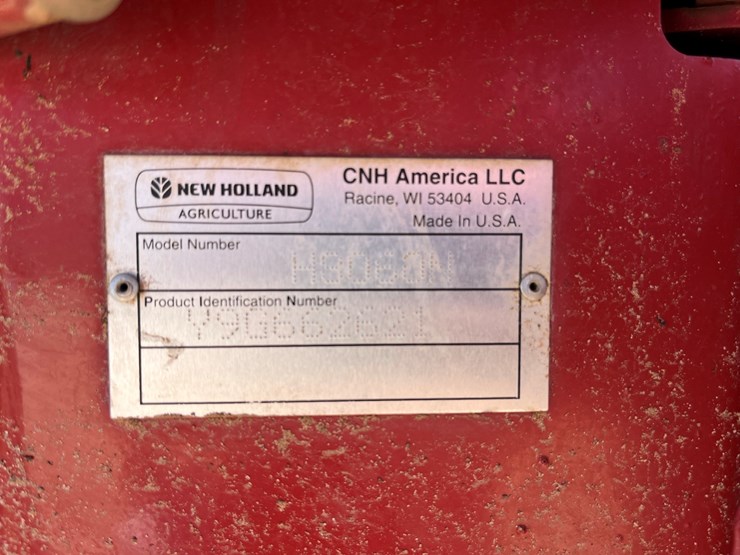 NEW HOLLAND
AGRICULTURE
CNH America LLC
Racine, WI 53404 U.S.A.
Made In U.S.A.
Model Number
Product Identification Number